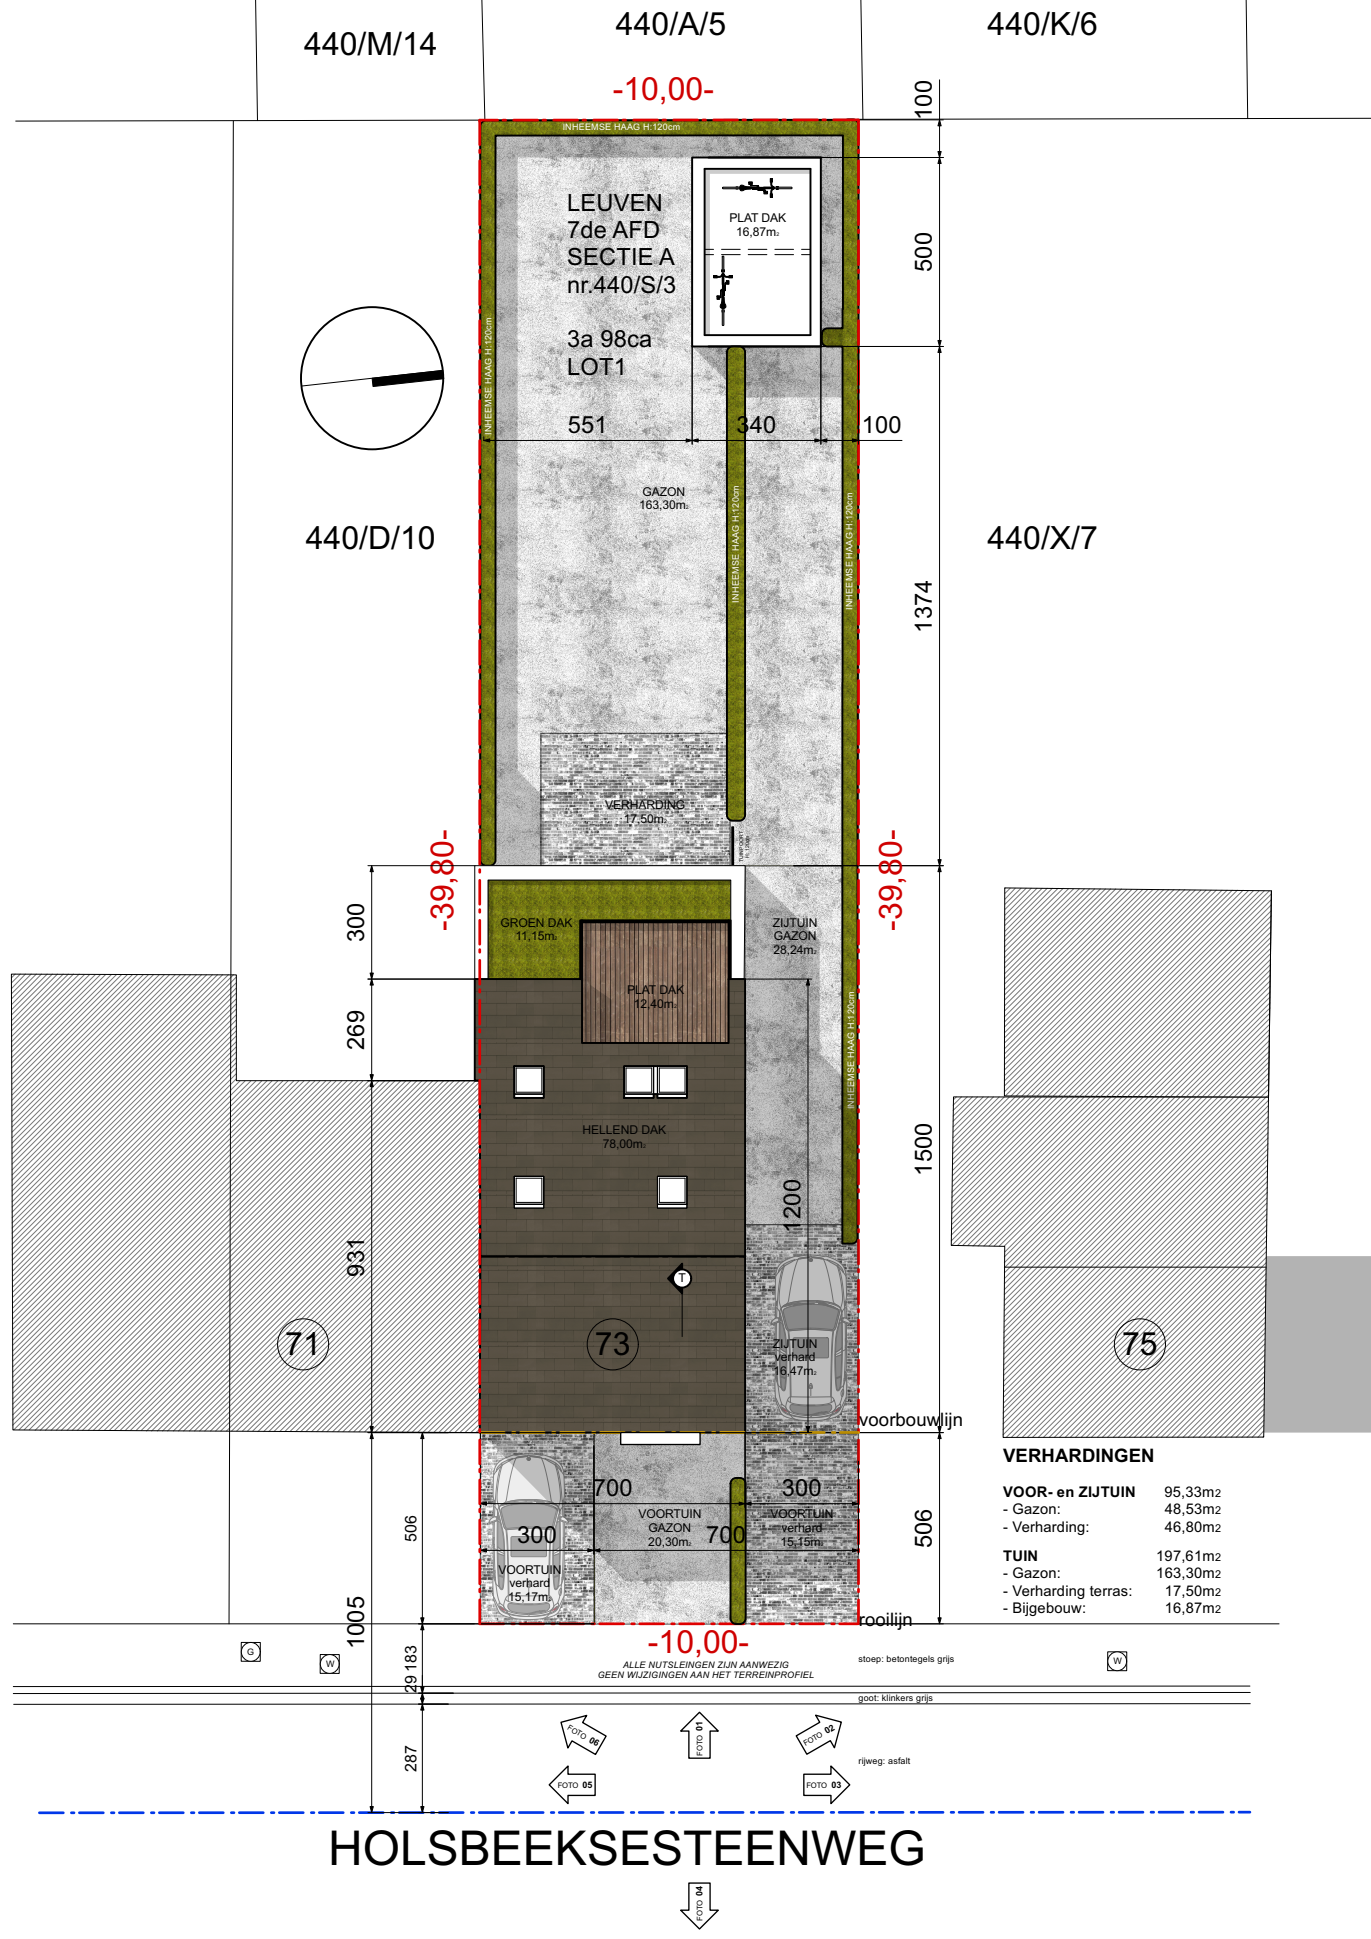 440/M/14
440/A/5
440/K/6
-10,00-
100
INHEEMSE HAAG H:120cm
LEUVEN
7de AFD
SECTIE A
nr.440/S/3
3a 98ca
LOT1
PLAT DAK
16,87m2
500
INHEEMSE HAAG H:120cm
551
340
100
GAZON
163,30m2
INHEEMSE HAAG H:120cm
INHEEMSE HAAG H:120cm
440/D/10
440/X/7
1374
VERHARDING
17,50m2
-39,80-
-39,80-
300
GROEN DAK
11,15m2
ZIJTUIN
GAZON
28,24m2
PLAT DAK
12,40m2
269
INHEEMSE HAAG H:120cm
HELLEND DAK
78,00m2
1500
1200
931
T
71
73
75
ZIJTUIN
verhard
16,47m2
voorbouwlijn
VERHARDINGEN
VOOR- en ZIJTUIN 95,33m2
- Gazon: 48,53m2
- Verharding: 46,80m2
TUIN 197,61m2
- Gazon: 163,30m2
- Verharding terras: 17,50m2
- Bijgebouw: 16,87m2
700
300
506
300
VOORTUIN
GAZON
20,30m2
700
VOORTUIN
verhard
15,15m2
506
VOORTUIN
verhard
15,17m2
1005
rooilijn
-10,00-
ALLE NUTSLEINGEN ZIJN AANWEZIG
GEEN WIJZIGINGEN AAN HET TERREINPROFIEL
G
W
W
183
29
stoep: betontegels grijs
goot: klinkers grijs
FOTO 06
FOTO 01
FOTO 02
287
rijweg: asfalt
FOTO 05
FOTO 03
HOLSBEEKSESTEENWEG
FOTO 04